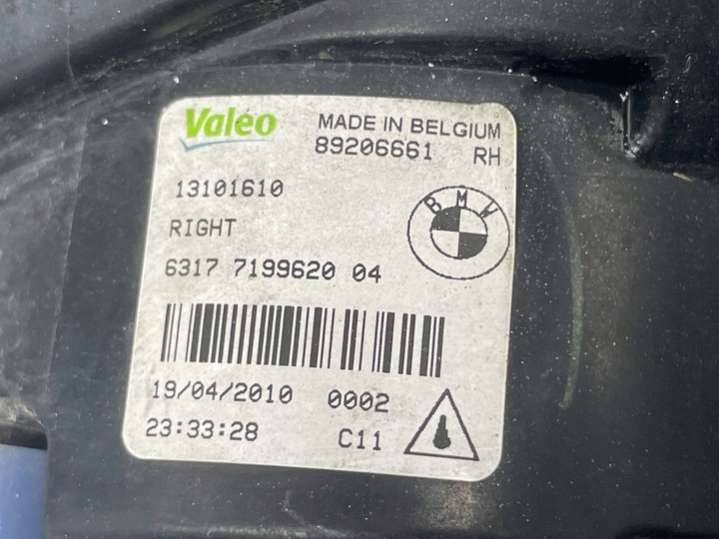 Valeo
MADE IN BELGIUM
89206661 RH
13101610
BMW
RIGHT
6317 7199620 04
19/04/2010 0002
23:33:28 C11